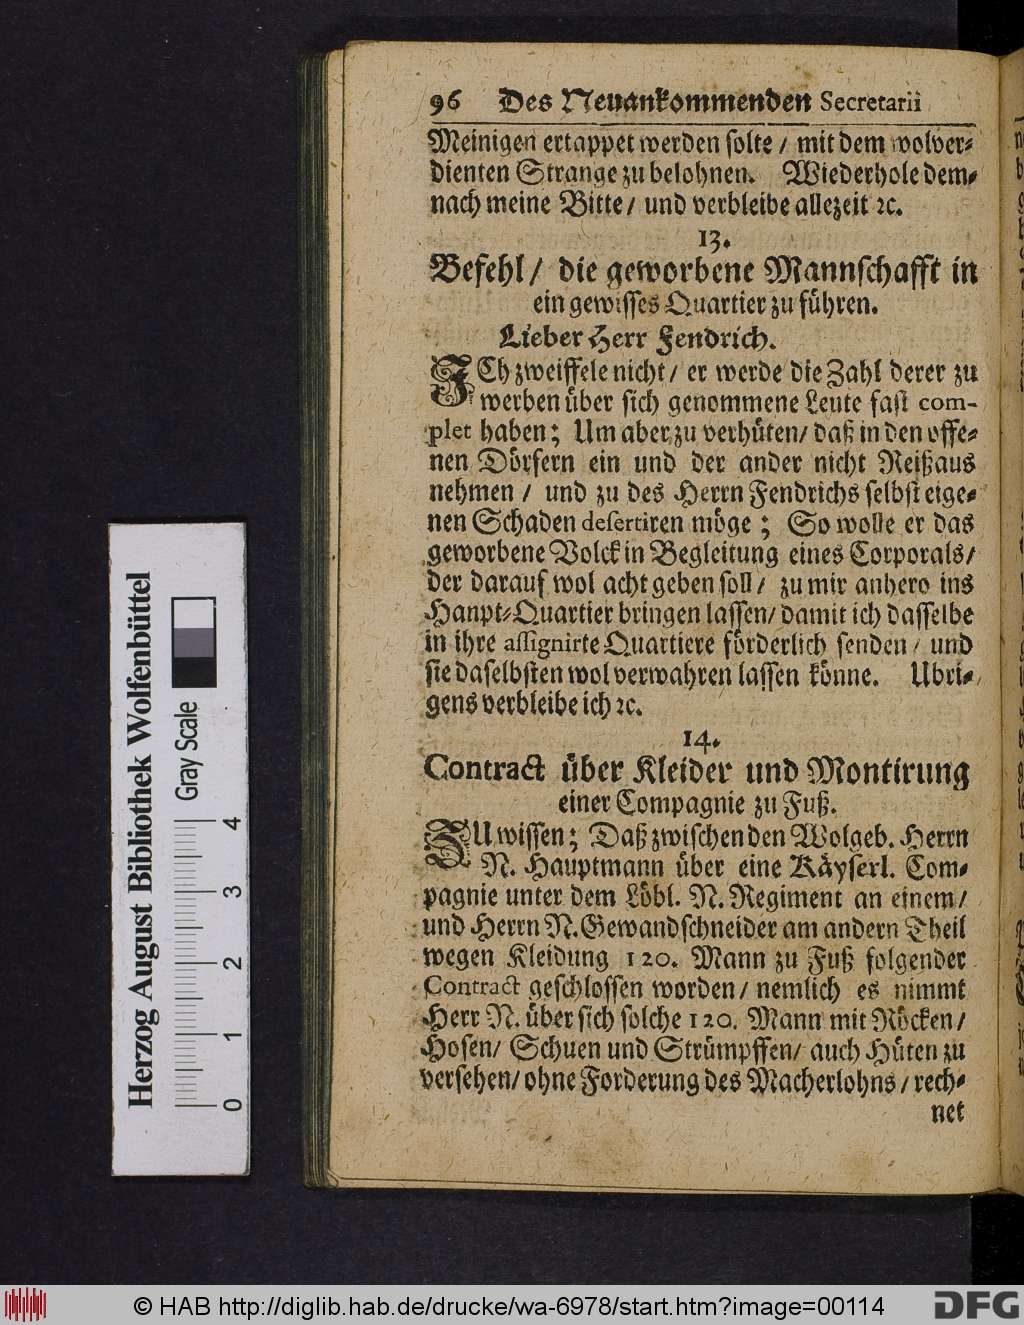 96 Des Neuankommenden Secretarii
Meinigen ertappet werden solte / mit dem wolver-
dienten Strange zu belohnen. Wiederhole dem-
nach meine Bitte / und verbleibe allezeit ꝛc.
13.
Befehl / die geworbene Mannschafft in
ein gewisses Quartier zu führen.
Lieber Herr Fendrich.
ICh zweiffele nicht / er werde die Zahl derer zu
werben über sich genommene Leute fast com-
plet haben; Um aber zu verhüten / daß in den offe-
nen Dörfern ein und der ander nicht Reißaus
nehmen / und zu des Herrn Fendrichs selbst eige-
nen Schaden desertiren möge; So wolle er das
geworbene Volck in Begleitung eines Corporals /
der darauf wol acht geben soll / zu mir anhero ins
Hanpt-Quartier bringen lassen / damit ich dasselbe
in ihre assignirte Quartiere förderlich senden / und
sie daselbsten wol verwahren lassen könne. Ubri-
gens verbleibe ich ꝛc.
14.
Contract über Kleider und Montirung
einer Compagnie zu Fuß.
ZU wissen; Daß zwischen den Wolgeb. Herrn
N. Hauptmann über eine Käyserl. Com-
pagnie unter dem Löbl. N. Regiment an einem /
und Herrn N. Gewandschneider am andern Theil
wegen Kleidung 120. Mann zu Fuß folgender
Contract geschlossen worden / nemlich es nimmt
Herr N. über sich solche 120. Mann mit Röcken /
Hosen / Schuen und Strümpffen / auch Hüten zu
versehen / ohne Forderung des Macherlohns / rech-
net
Herzog August Bibliothek Wolfenbüttel
Gray Scale
0 1 2 3 4
© HAB http://diglib.hab.de/drucke/wa-6978/start.htm?image=00114
DFG